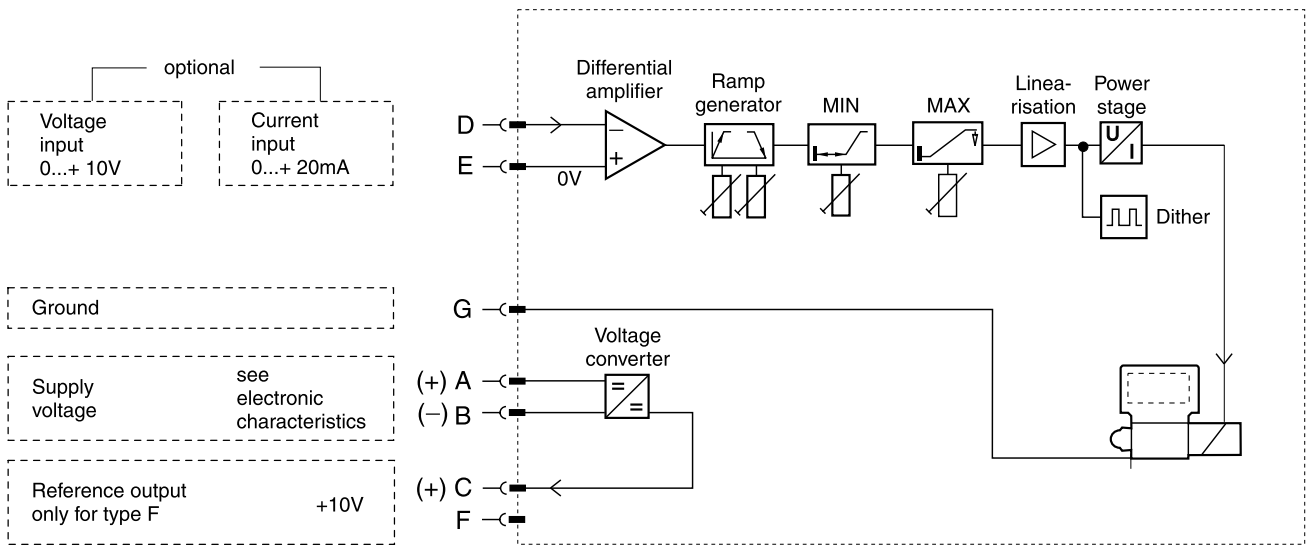 optional
Voltage
input
0...+ 10V
Current
input
0...+ 20mA
D
E
0V
Differential
amplifier
–
+
Ramp
generator
MIN
MAX
Linea-
risation
Power
stage
U
I
Dither
Ground
G
Voltage
converter
=
=
Supply
voltage
see
electronic
characteristics
(+) A
(–) B
Reference output
only for type F
+10V
(+) C
F